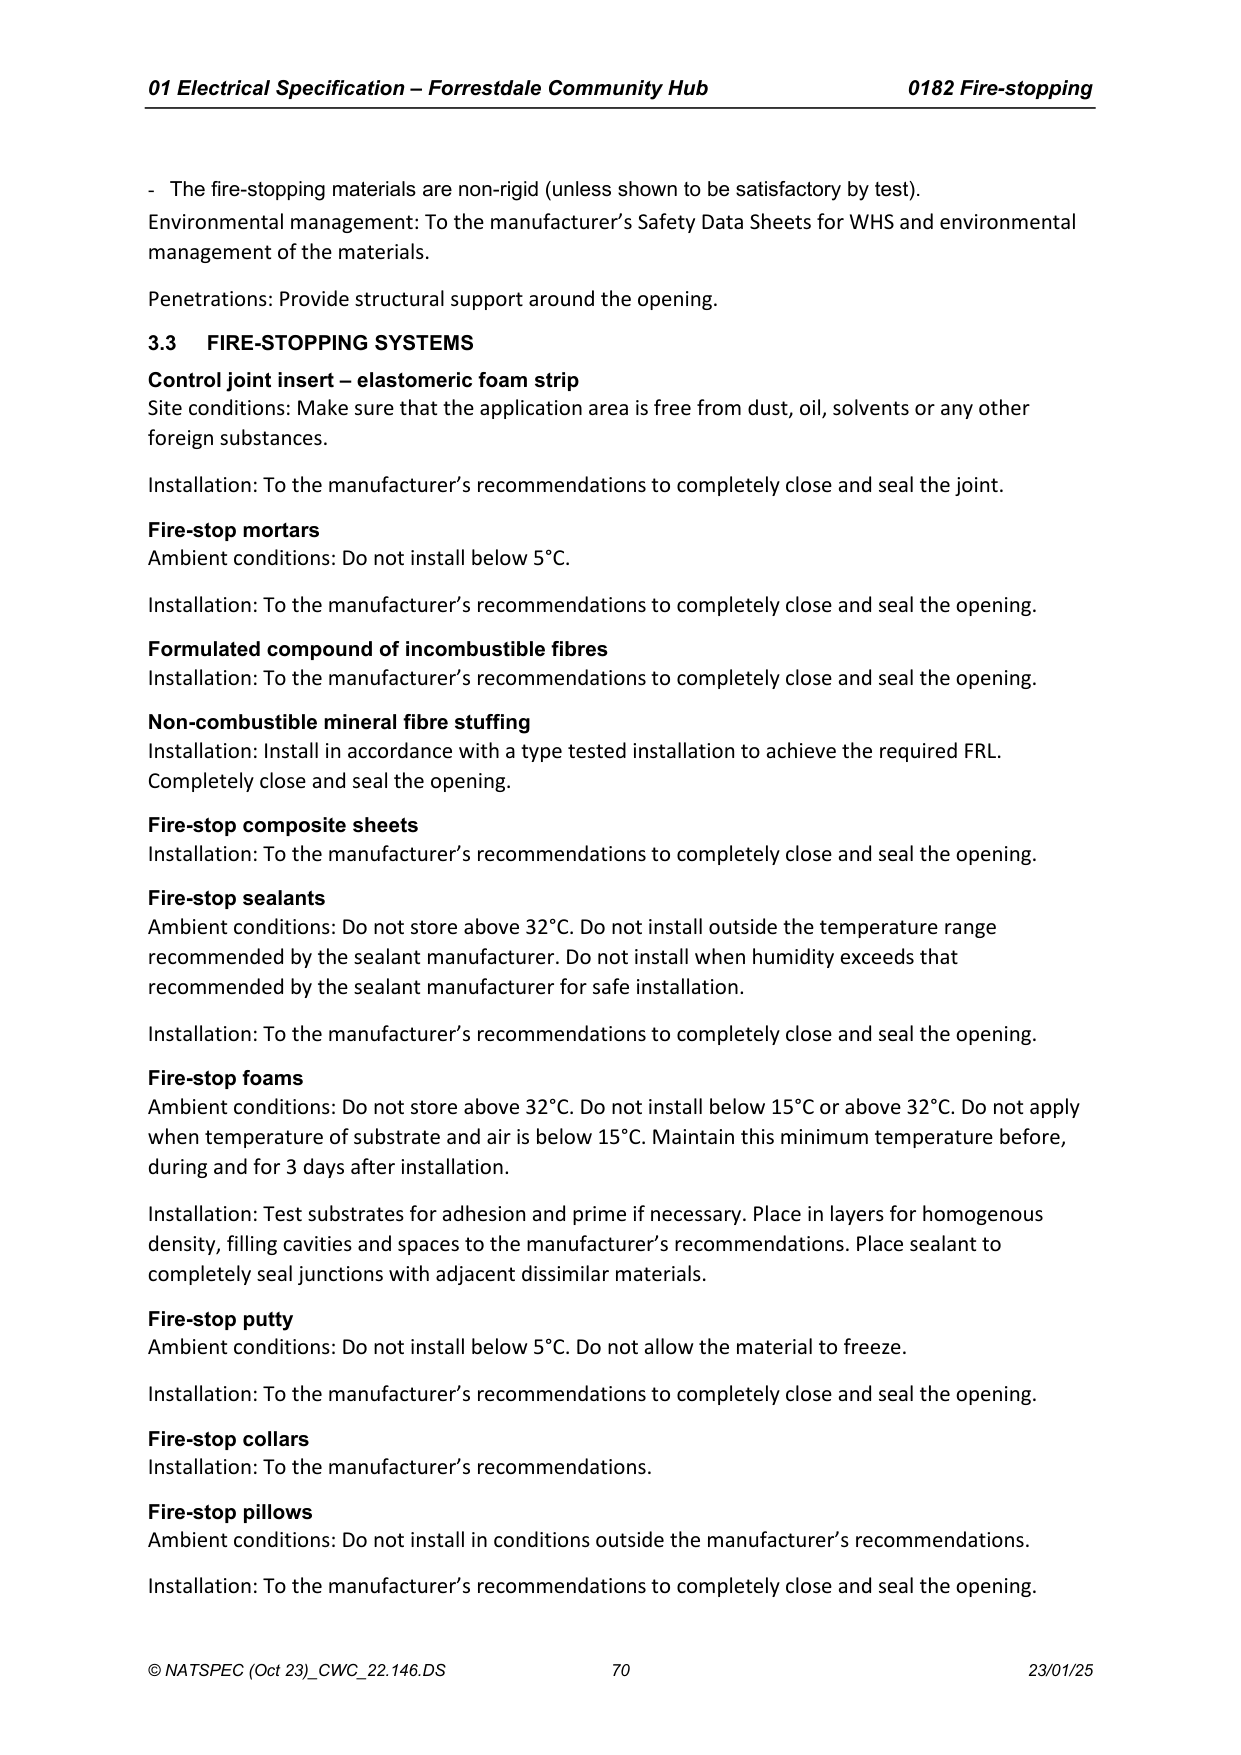 01 Electrical Specification – Forrestdale Community Hub 0182 Fire-stopping
- The fire-stopping materials are non-rigid (unless shown to be satisfactory by test).
Environmental management: To the manufacturer’s Safety Data Sheets for WHS and environmental
management of the materials.
Penetrations: Provide structural support around the opening.
3.3 FIRE-STOPPING SYSTEMS
Control joint insert – elastomeric foam strip
Site conditions: Make sure that the application area is free from dust, oil, solvents or any other
foreign substances.
Installation: To the manufacturer’s recommendations to completely close and seal the joint.
Fire-stop mortars
Ambient conditions: Do not install below 5°C.
Installation: To the manufacturer’s recommendations to completely close and seal the opening.
Formulated compound of incombustible fibres
Installation: To the manufacturer’s recommendations to completely close and seal the opening.
Non-combustible mineral fibre stuffing
Installation: Install in accordance with a type tested installation to achieve the required FRL.
Completely close and seal the opening.
Fire-stop composite sheets
Installation: To the manufacturer’s recommendations to completely close and seal the opening.
Fire-stop sealants
Ambient conditions: Do not store above 32°C. Do not install outside the temperature range
recommended by the sealant manufacturer. Do not install when humidity exceeds that
recommended by the sealant manufacturer for safe installation.
Installation: To the manufacturer’s recommendations to completely close and seal the opening.
Fire-stop foams
Ambient conditions: Do not store above 32°C. Do not install below 15°C or above 32°C. Do not apply
when temperature of substrate and air is below 15°C. Maintain this minimum temperature before,
during and for 3 days after installation.
Installation: Test substrates for adhesion and prime if necessary. Place in layers for homogenous
density, filling cavities and spaces to the manufacturer’s recommendations. Place sealant to
completely seal junctions with adjacent dissimilar materials.
Fire-stop putty
Ambient conditions: Do not install below 5°C. Do not allow the material to freeze.
Installation: To the manufacturer’s recommendations to completely close and seal the opening.
Fire-stop collars
Installation: To the manufacturer’s recommendations.
Fire-stop pillows
Ambient conditions: Do not install in conditions outside the manufacturer’s recommendations.
Installation: To the manufacturer’s recommendations to completely close and seal the opening.
© NATSPEC (Oct 23)_CWC_22.146.DS 70 23/01/25